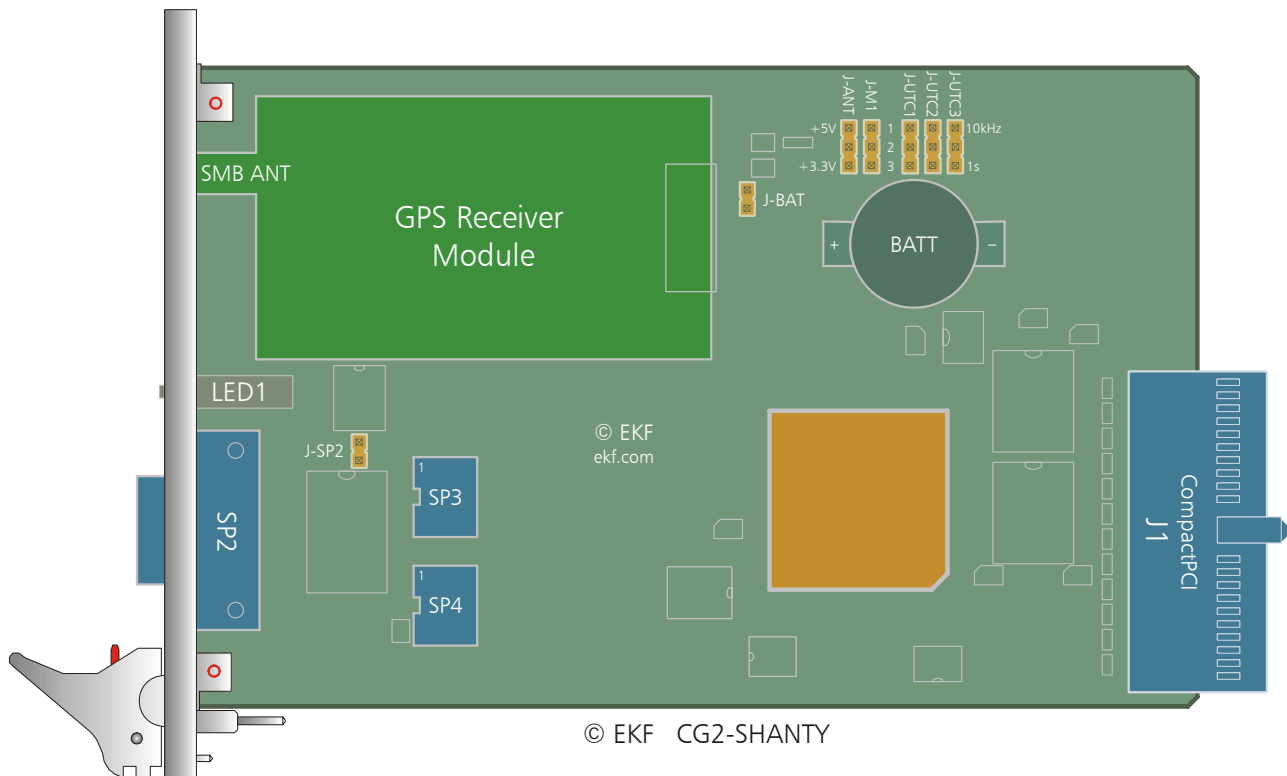 J-ANT
J-M1
J-UTC1
J-UTC2
J-UTC3
+5V
1
10kHz
2
+3.3V
3
1s
SMB ANT
GPS Receiver
Module
J-BAT
+
BATT
−
LED1
© EKF
ekf.com
J-SP2
1
SP3
SP2
1
SP4
CompactPCI
J1
© EKF CG2-SHANTY